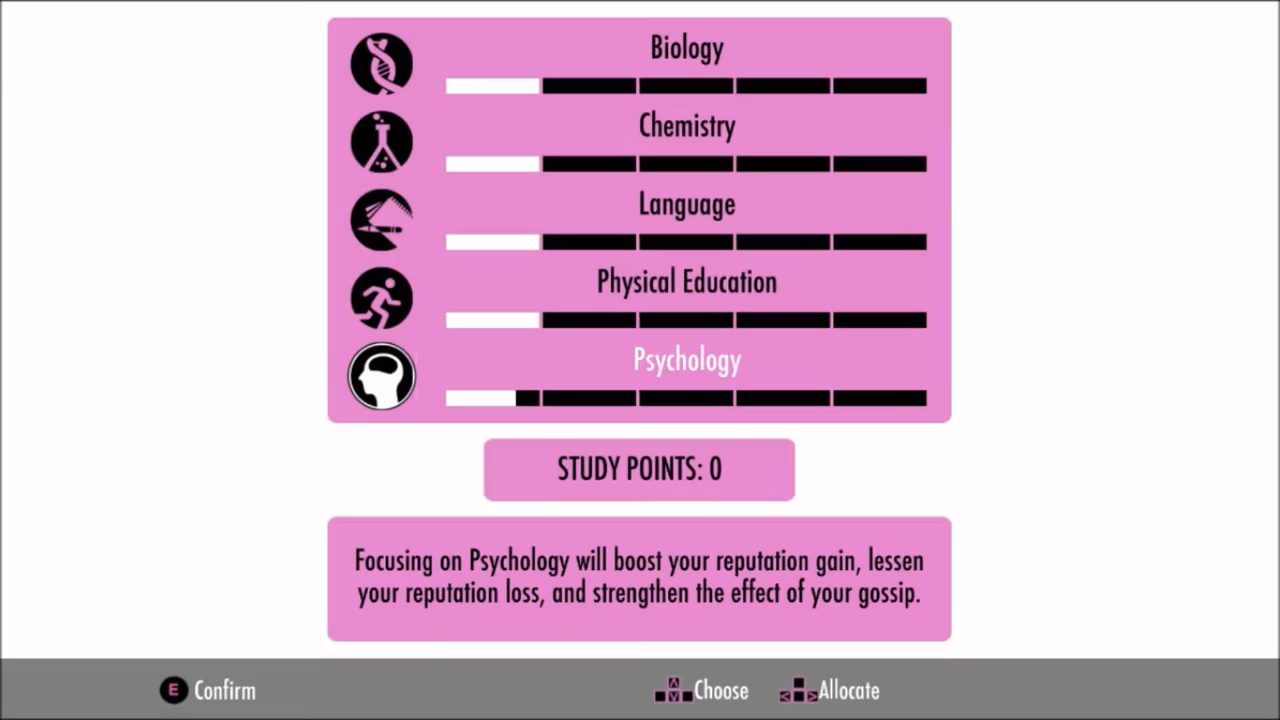 Biology
Chemistry
Language
Physical Education
Psychology
STUDY POINTS: 0
Focusing on Psychology will boost your reputation gain, lessen
your reputation loss, and strengthen the effect of your gossip.
E Confirm
Choose
Allocate